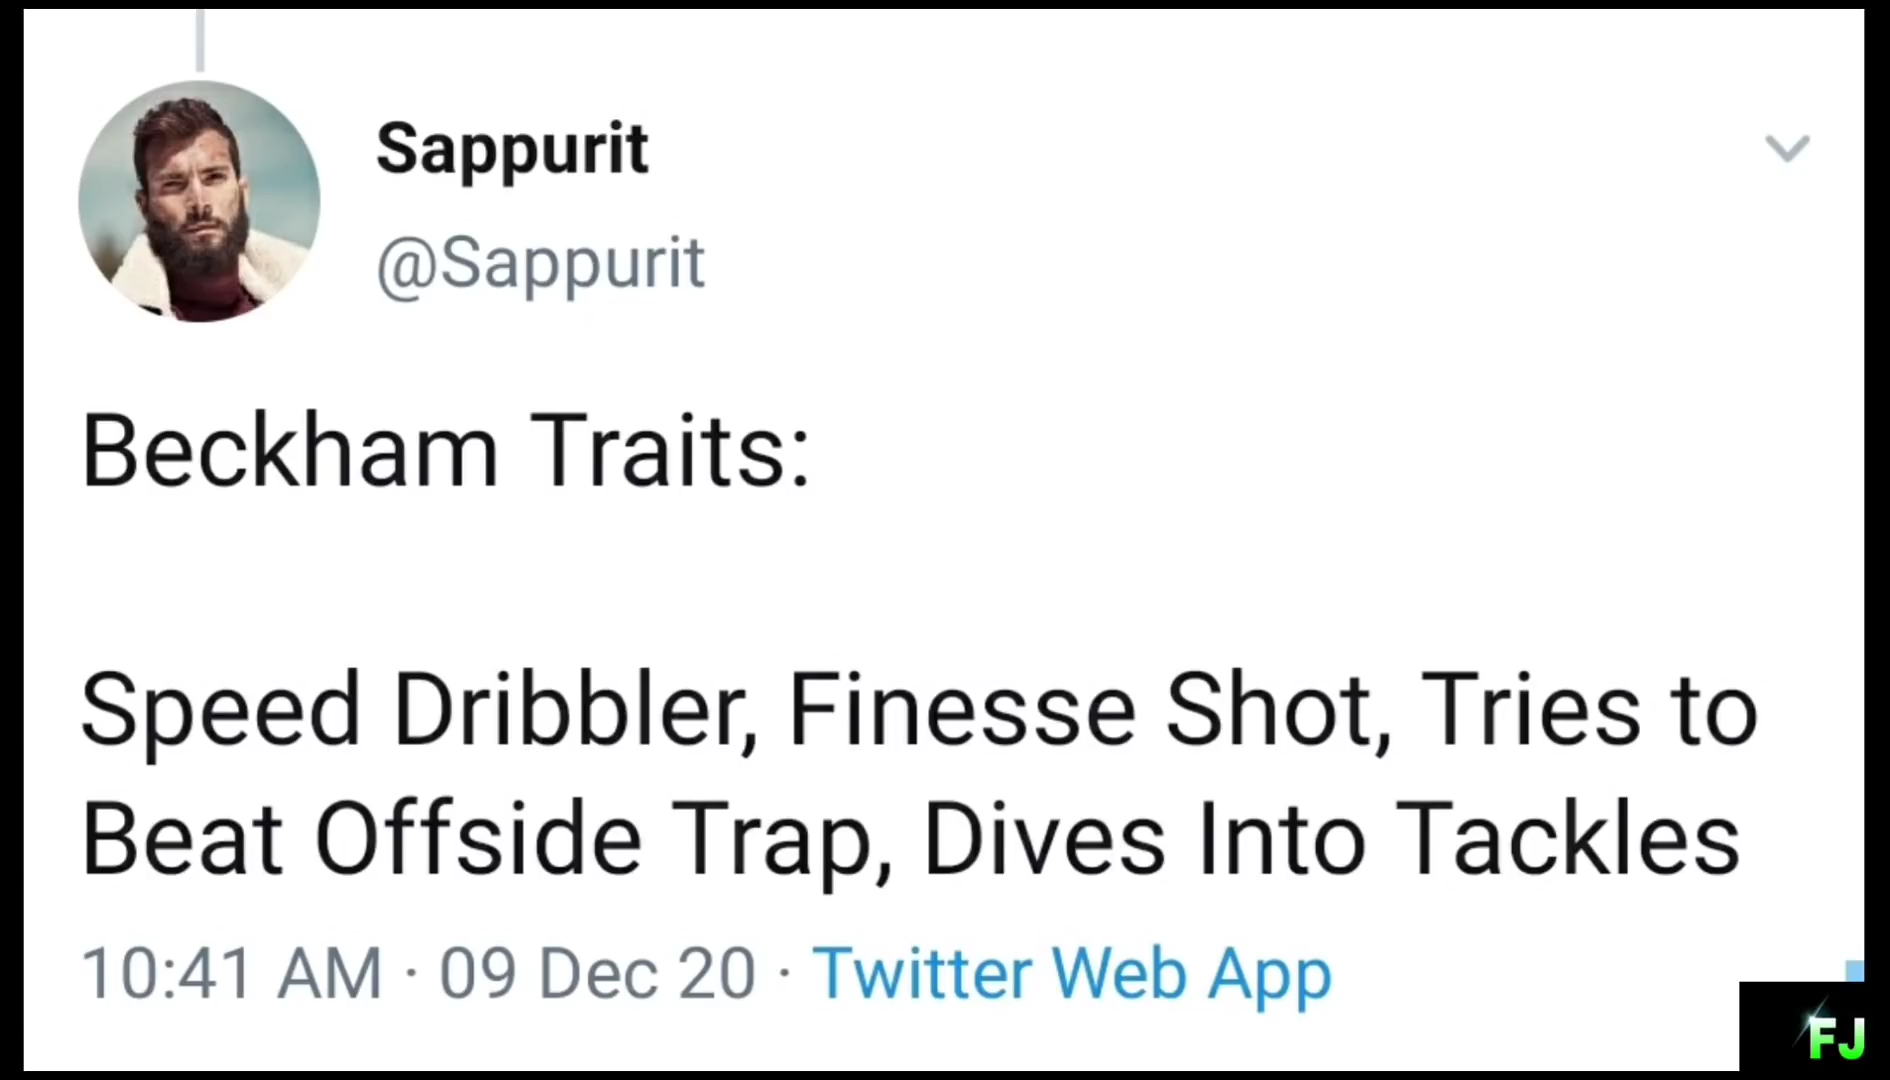 Sappurit
@Sappurit
Beckham Traits:
Speed Dribbler, Finesse Shot, Tries to
Beat Offside Trap, Dives Into Tackles
10:41 AM · 09 Dec 20 · Twitter Web App
FJ